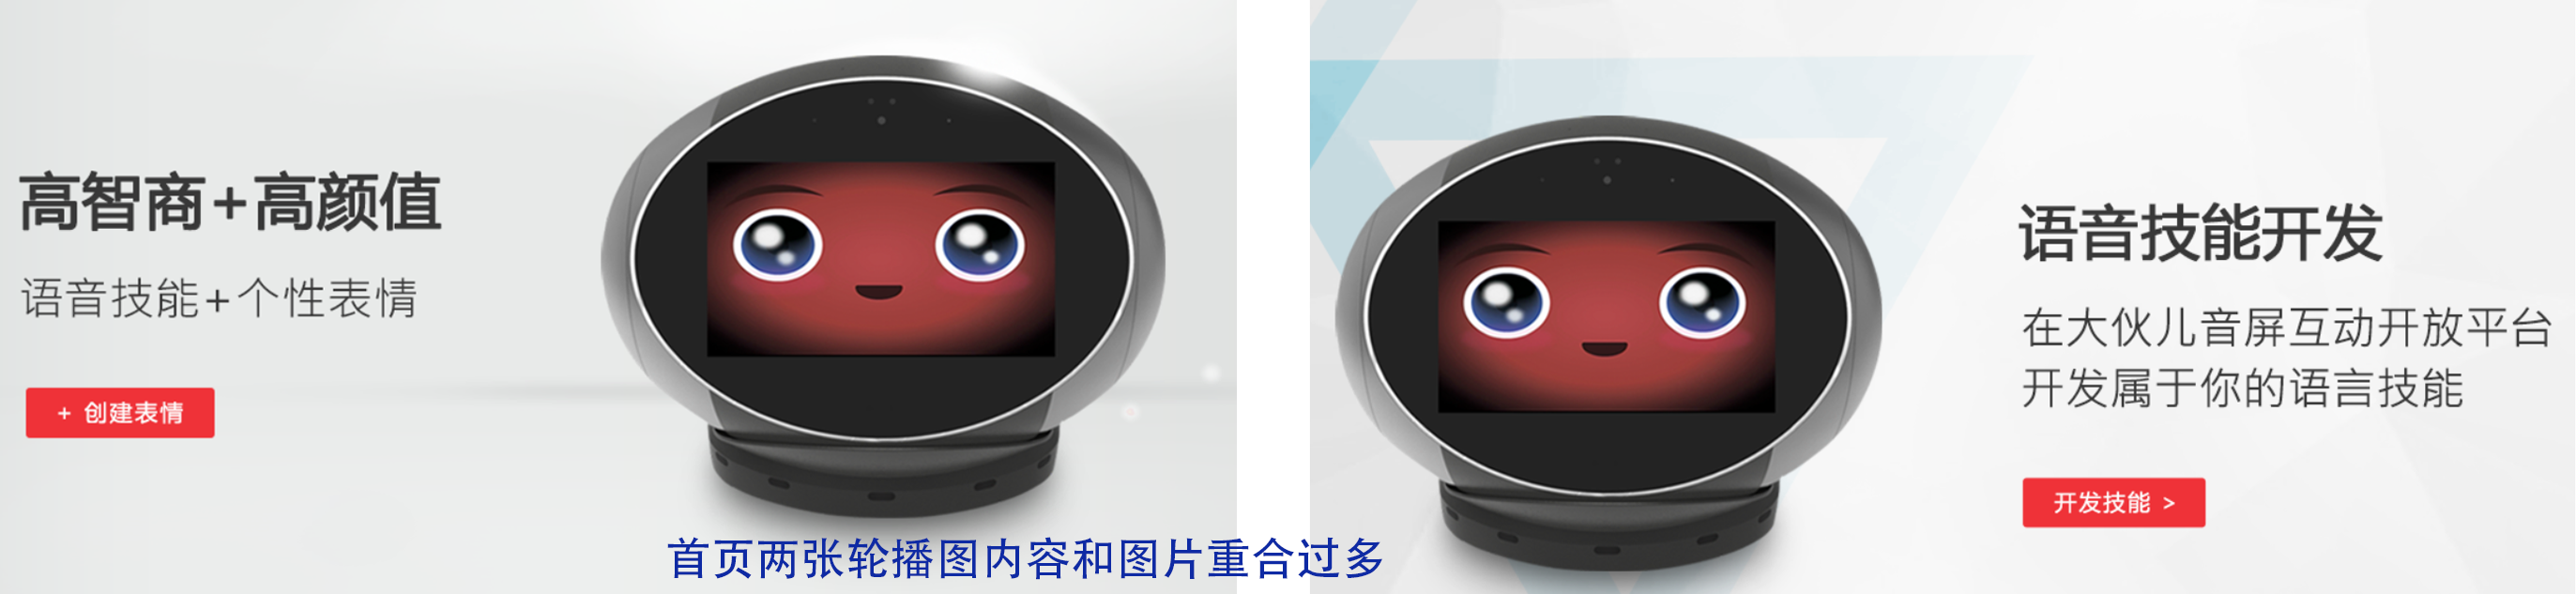 高智商+高颜值
语音技能+个性表情
+ 创建表情
语音技能开发
在大伙儿音屏互动开放平台
开发属于你的语言技能
开发技能 >
首页两张轮播图内容和图片重合过多